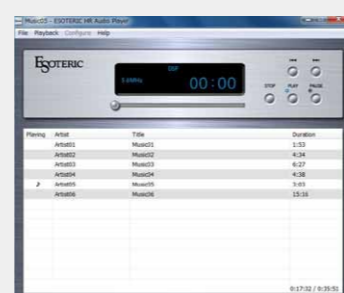 Music05 - ESOTERIC HR Audio Player
File Playback Configure Help
ESOTERIC
DSF
5.6MHz
00:00
STOP PLAY PAUSE
Playing Artist Title Duration
Artist01 Music01 1:53
Artist02 Music02 4:34
Artist03 Music03 6:27
Artist04 Music04 4:38
♪ Artist05 Music05 3:03
Artist06 Music06 15:16
0:17:32 / 0:35:51